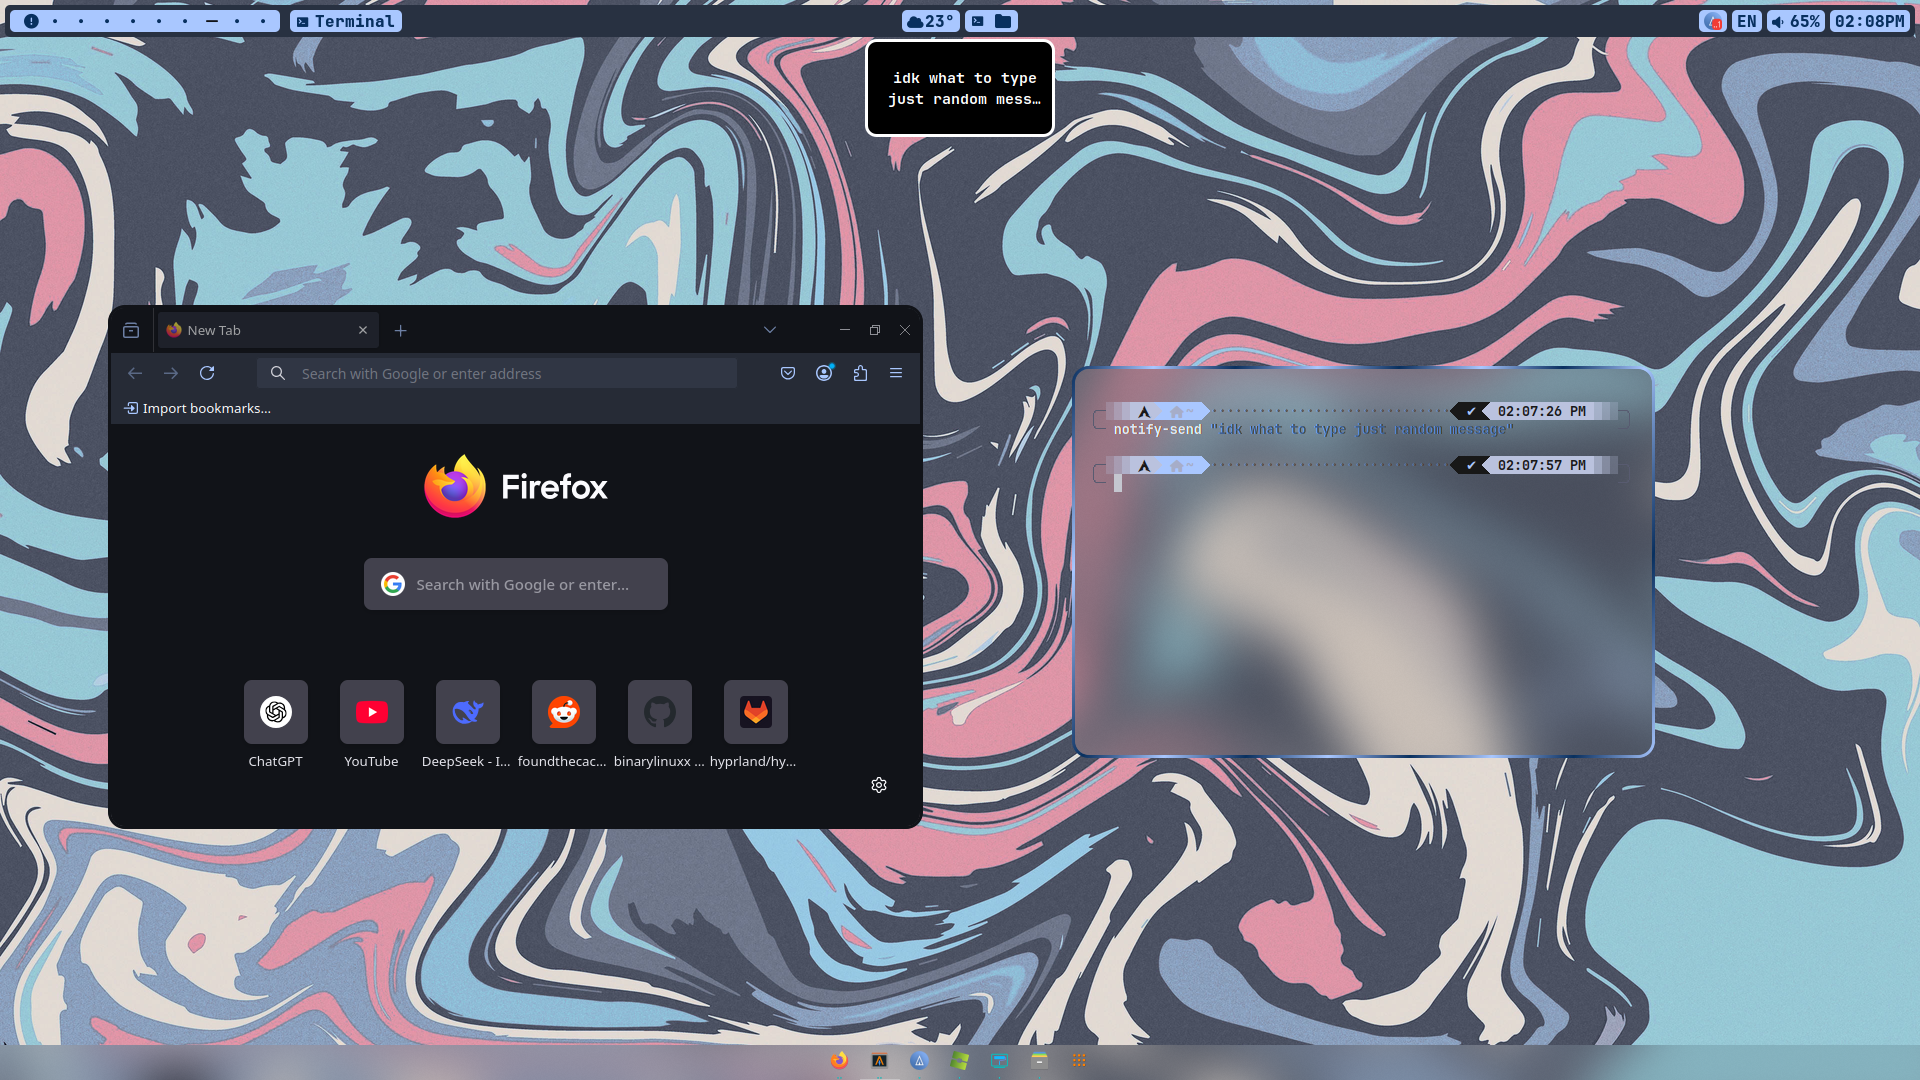 Terminal
23°
EN
65%
02:08PM
idk what to type
just random mess…
New Tab
Search with Google or enter address
Import bookmarks...
Firefox
Search with Google or enter...
ChatGPT
YouTube
DeepSeek - I...
foundthecac...
binarylinuxx ...
hyprland/hy...
~
02:07:26 PM
notify-send "idk what to type just random message"
~
02:07:57 PM